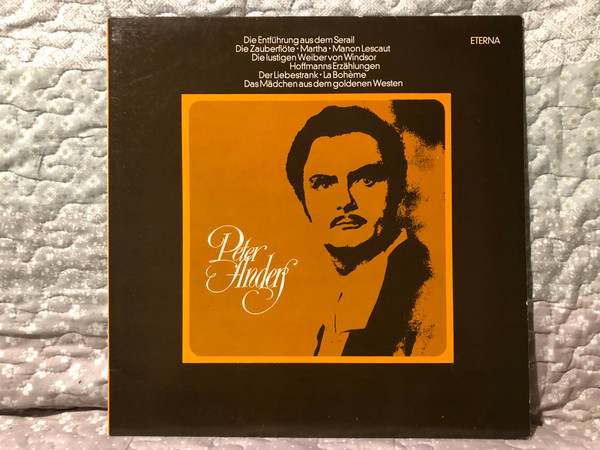 Die Entführung aus dem Serail
Die Zauberflöte · Martha · Manon Lescaut
Die lustigen Weiber von Windsor
Hoffmanns Erzählungen
Der Liebestrank · La Bohème
Das Mädchen aus dem goldenen Westen
ETERNA
Peter
Anders